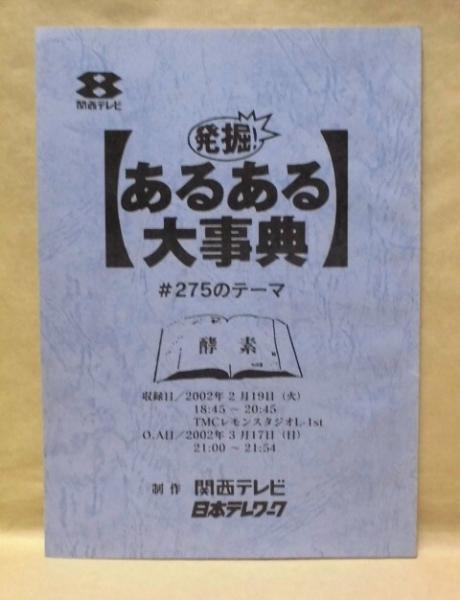 関西テレビ
発掘!
【あるある
大事典】
#275のテーマ
酵素
収録日/2002年2月19日(火)
18:45~20:45
TMCレモンスタジオL-1st
O.A日/2002年3月17日(日)
21:00~21:54
制作 関西テレビ
日本テレワーク